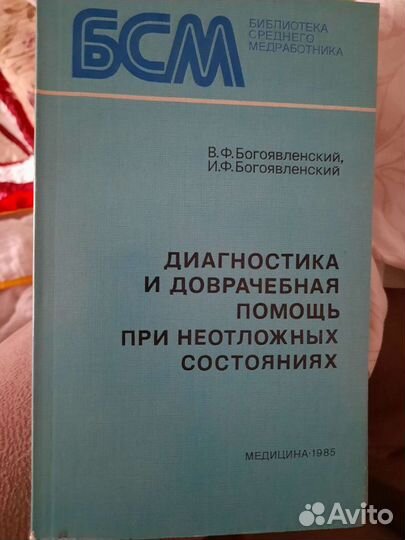 БСМ
БИБЛИОТЕКА
СРЕДНЕГО
МЕДРАБОТНИКА
В.Ф.Богоявленский,
И.Ф.Богоявленский
ДИАГНОСТИКА
И ДОВРАЧЕБНАЯ
ПОМОЩЬ
ПРИ НЕОТЛОЖНЫХ
СОСТОЯНИЯХ
МЕДИЦИНА·1985
Avito